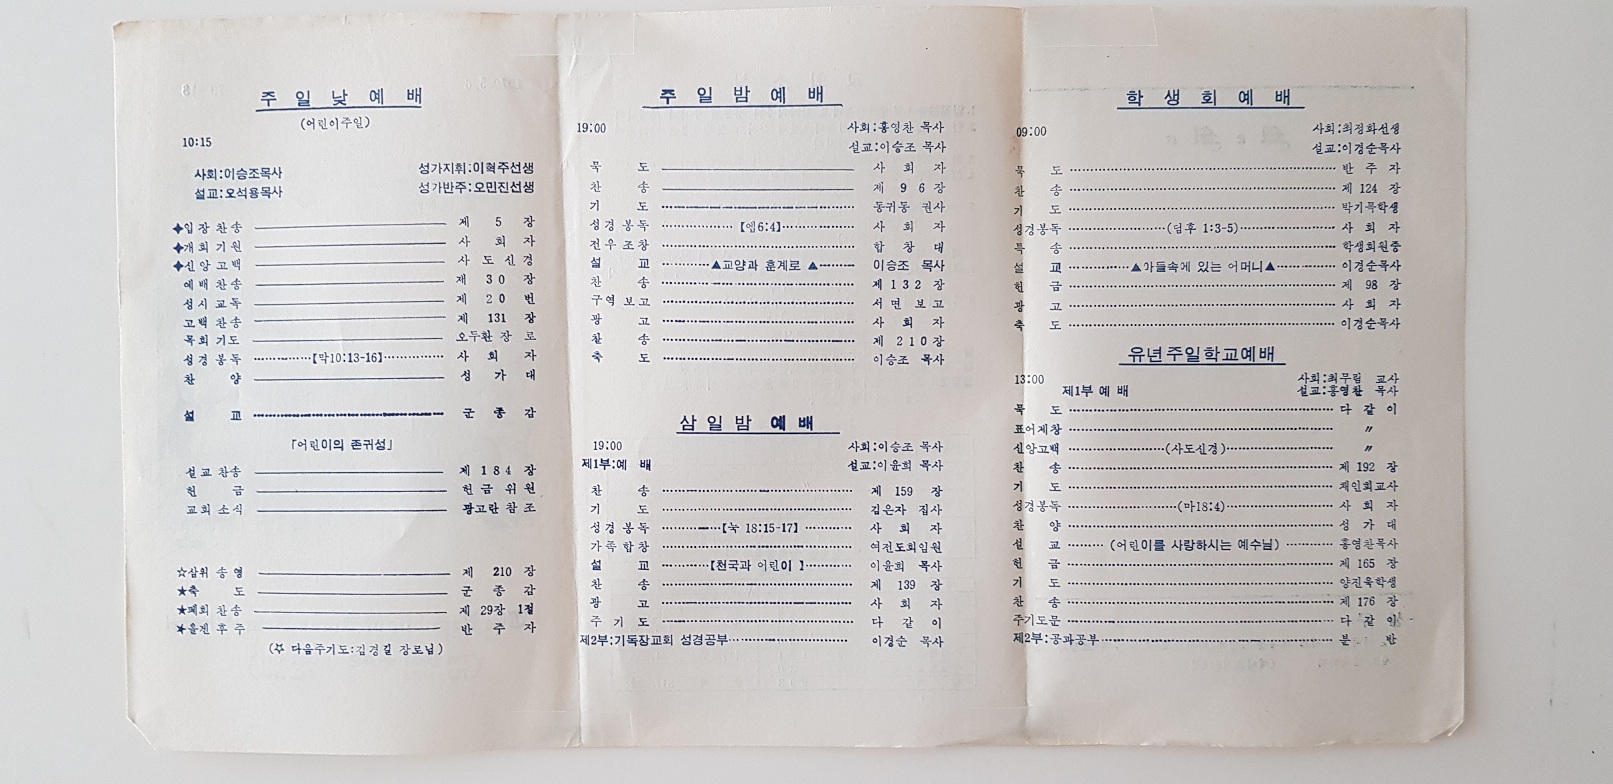 주 일 낮 예 배
(어린이주일)
10:15
사회:이승조목사 성가지휘:이혁주선생
설교:오석용목사 성가반주:오민진선생
✦입 장 찬 송 제 5 장
✦개 회 기 원 사 회 자
✦신 앙 고 백 사 도 신 경
예 배 찬 송 제 30 장
성 시 교 독 제 20 번
고 백 찬 송 제 131 장
목 회 기 도 오두환 장 로
성 경 봉 독 【막10:13-16】 사 회 자
찬 양 성 가 대
설 교 군 종 감
「어린이의 존귀성」
설 교 찬 송 제 184 장
헌 금 헌 금 위 원
교 회 소 식 광고란 참 조
☆삼위 송 영 제 210 장
★축 도 군 종 감
★폐회 찬 송 제 29장 1절
★올겐 후 주 반 주 자
(☆ 다음주기도:김경길 장로님)
주 일 밤 예 배
19:00
사회:홍영찬 목사
설교:이승조 목사
묵 도 사 회 자
찬 송 제 96 장
기 도 동귀동 권사
성 경 봉 독 【엡6:4】 사 회 자
전 우 조 창 합 창 대
설 교 ▲교양과 훈계로 ▲ 이승조 목사
찬 송 제 132 장
구 역 보 고 서 면 보 고
광 고 사 회 자
찬 송 제 210 장
축 도 이승조 목사
삼 일 밤 예 배
19:00 사회:이승조 목사
제1부:예 배 설교:이윤희 목사
찬 송 제 159 장
기 도 김은자 집사
성 경 봉 독 【눅 18:15-17】 사 회 자
가 족 합 창 여전도회임원
설 교 【천국과 어린이 】 이윤희 목사
찬 송 제 139 장
광 고 사 회 자
주 기 도 다 같 이
제2부:기독장교회 성경공부 이경순 목사
학 생 회 예 배
09:00 사회:최경화선생
설교:이경순목사
묵 도 반 주 자
찬 송 제 124 장
기 도 박기륵학생
성경봉독 (딤후 1:3-5) 사 회 자
특 송 학생회원중
설 교 ▲아들속에 있는 어머니▲ 이경순목사
헌 금 제 98 장
광 고 사 회 자
축 도 이경순목사
유년주일학교예배
13:00 사회:최무림 교사
제1부 예 배 설교:홍영찬 목사
묵 도 다 같 이
표어제창 〃
신앙고백 (사도신경) 〃
찬 송 제 192 장
기 도 채인희교사
성경봉독 (마18:4) 사 회 자
찬 양 성 가 대
설 교 (어린이를 사랑하시는 예수님) 홍영찬목사
헌 금 제 165 장
기 도 양진욱학생
찬 송 제 176 장
주기도문 다 같 이
제2부:공과공부 분 반